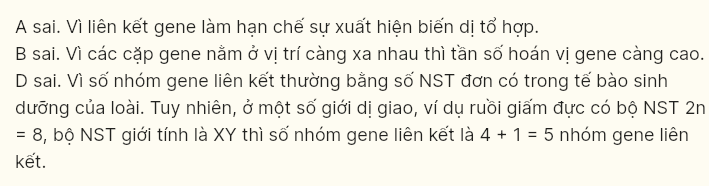 A sai. Vì liên kết gene làm hạn chế sự xuất hiện biến dị tổ hợp.
B sai. Vì các cặp gene nằm ở vị trí càng xa nhau thì tần số hoán vị gene càng cao.
D sai. Vì số nhóm gene liên kết thường bằng số NST đơn có trong tế bào sinh
dưỡng của loài. Tuy nhiên, ở một số giới dị giao, ví dụ ruồi giấm đực có bộ NST 2n
= 8, bộ NST giới tính là XY thì số nhóm gene liên kết là 4 + 1 = 5 nhóm gene liên
kết.